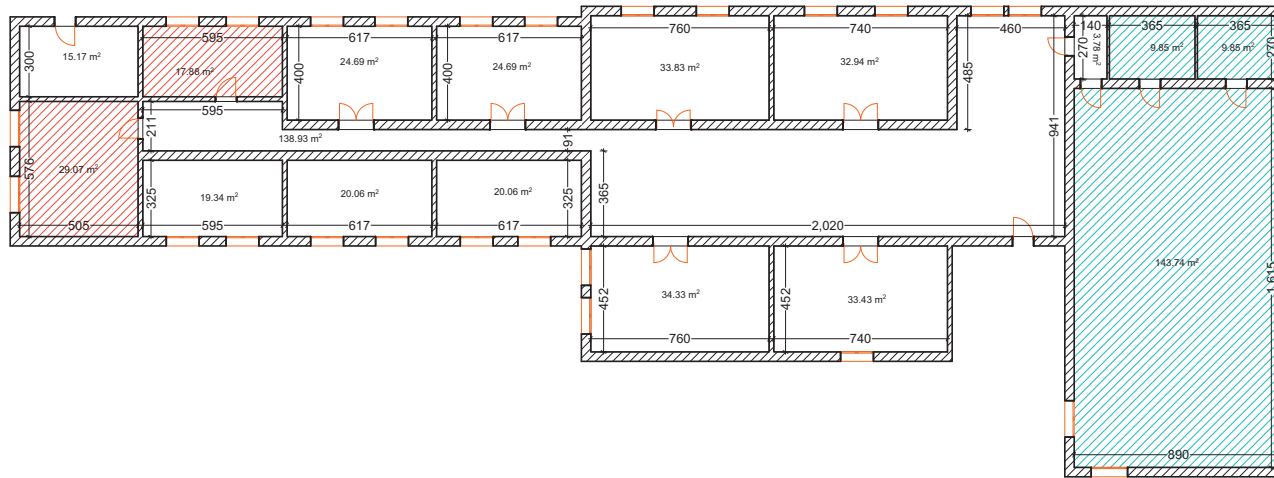 595
617
617
760
740
460
140
365
365
15.17 m²
300
17.88 m²
24.69 m²
400
24.69 m²
400
33.83 m²
32.94 m²
485
270
3.78 m²
9.85 m²
9.85 m²
270
595
211
138.93 m²
91
941
576
29.07 m²
325
19.34 m²
20.06 m²
20.06 m²
325
365
505
595
617
617
2,020
143.74 m²
1,615
452
34.33 m²
452
33.43 m²
760
740
890